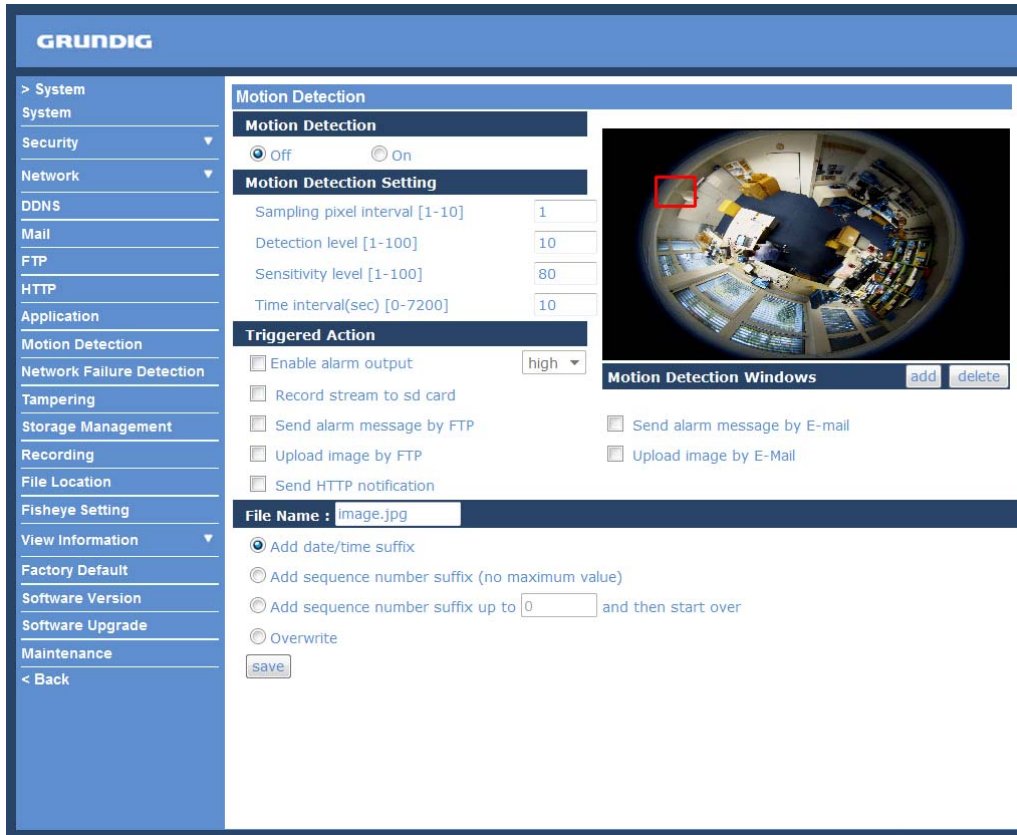 GRUNDIG
> System
System
Security
Network
DDNS
Mail
FTP
HTTP
Application
Motion Detection
Network Failure Detection
Tampering
Storage Management
Recording
File Location
Fisheye Setting
View Information
Factory Default
Software Version
Software Upgrade
Maintenance
< Back
Motion Detection
Motion Detection
Off On
Motion Detection Setting
Sampling pixel interval [1-10] 1
Detection level [1-100] 10
Sensitivity level [1-100] 80
Time interval(sec) [0-7200] 10
Triggered Action
Enable alarm output high
Motion Detection Windows add delete
Record stream to sd card
Send alarm message by FTP Send alarm message by E-mail
Upload image by FTP Upload image by E-Mail
Send HTTP notification
File Name : image.jpg
Add date/time suffix
Add sequence number suffix (no maximum value)
Add sequence number suffix up to 0 and then start over
Overwrite
save